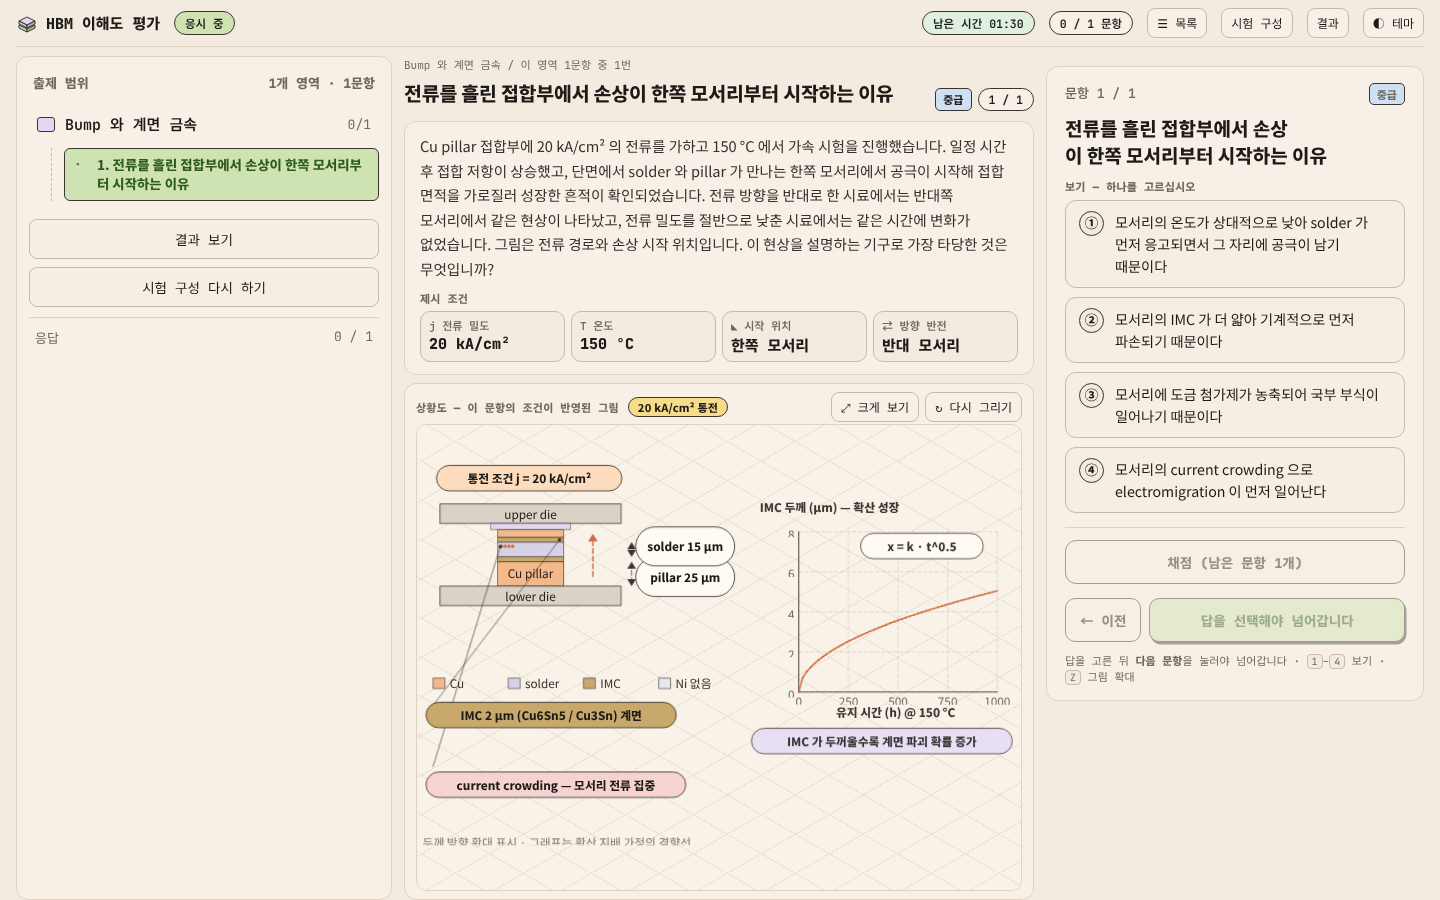 HBM 이해도 평가
응시 중
남은 시간 01:30
0 / 1 문항
☰ 목록
시험 구성
결과
◐ 테마
출제 범위
1개 영역 · 1문항
Bump 와 계면 금속
0/1
· 1. 전류를 흘린 접합부에서 손상이 한쪽 모서리부
터 시작하는 이유
결과 보기
시험 구성 다시 하기
응답
0 / 1
Bump 와 계면 금속 / 이 영역 1문항 중 1번
전류를 흘린 접합부에서 손상이 한쪽 모서리부터 시작하는 이유
중급
1 / 1
Cu pillar 접합부에 20 kA/cm² 의 전류를 가하고 150 °C 에서 가속 시험을 진행했습니다. 일정 시간
후 접합 저항이 상승했고, 단면에서 solder 와 pillar 가 만나는 한쪽 모서리에서 공극이 시작해 접합
면적을 가로질러 성장한 흔적이 확인되었습니다. 전류 방향을 반대로 한 시료에서는 반대쪽
모서리에서 같은 현상이 나타났고, 전류 밀도를 절반으로 낮춘 시료에서는 같은 시간에 변화가
없었습니다. 그림은 전류 경로와 손상 시작 위치입니다. 이 현상을 설명하는 기구로 가장 타당한 것은
무엇입니까?
제시 조건
j 전류 밀도
20 kA/cm²
T 온도
150 °C
◣ 시작 위치
한쪽 모서리
⇄ 방향 반전
반대 모서리
상황도 — 이 문항의 조건이 반영된 그림
20 kA/cm² 통전
⤢ 크게 보기
↻ 다시 그리기
통전 조건 j = 20 kA/cm²
upper die
Cu pillar
lower die
solder 15 µm
pillar 25 µm
Cu
solder
IMC
Ni 없음
IMC 2 µm (Cu6Sn5 / Cu3Sn) 계면
current crowding — 모서리 전류 집중
두께 방향 확대 표시 · 그래프는 확산 지배 가정의 경향선
IMC 두께 (µm) — 확산 성장
x = k · t^0.5
8
6
4
2
0
0 250 500 750 1000
유지 시간 (h) @ 150 °C
IMC 가 두꺼울수록 계면 파괴 확률 증가
문항 1 / 1
중급
전류를 흘린 접합부에서 손상
이 한쪽 모서리부터 시작하는 이유
보기 — 하나를 고르십시오
① 모서리의 온도가 상대적으로 낮아 solder 가
먼저 응고되면서 그 자리에 공극이 남기
때문이다
② 모서리의 IMC 가 더 얇아 기계적으로 먼저
파손되기 때문이다
③ 모서리에 도금 첨가제가 농축되어 국부 부식이
일어나기 때문이다
④ 모서리의 current crowding 으로
electromigration 이 먼저 일어난다
채점 (남은 문항 1개)
← 이전
답을 선택해야 넘어갑니다
답을 고른 뒤 다음 문항을 눌러야 넘어갑니다 · 1–4 보기 ·
Z 그림 확대